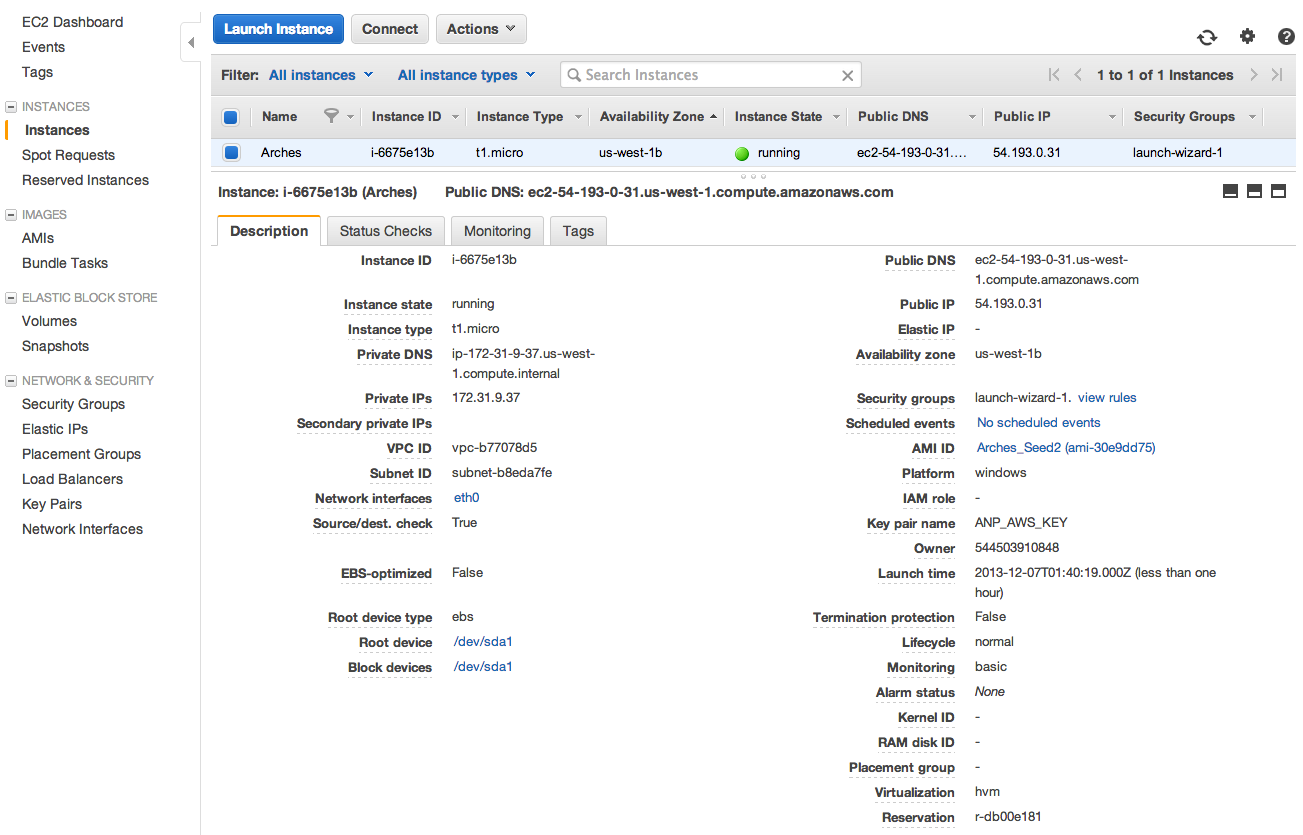 EC2 Dashboard
Events
Tags
INSTANCES
Instances
Spot Requests
Reserved Instances
IMAGES
AMIs
Bundle Tasks
ELASTIC BLOCK STORE
Volumes
Snapshots
NETWORK & SECURITY
Security Groups
Elastic IPs
Placement Groups
Load Balancers
Key Pairs
Network Interfaces
Launch Instance Connect Actions
Filter: All instances All instance types Search Instances 1 to 1 of 1 Instances
Name Instance ID Instance Type Availability Zone Instance State Public DNS Public IP Security Groups
Arches i-6675e13b t1.micro us-west-1b running ec2-54-193-0-31.... 54.193.0.31 launch-wizard-1
Instance: i-6675e13b (Arches) Public DNS: ec2-54-193-0-31.us-west-1.compute.amazonaws.com
Description Status Checks Monitoring Tags
Instance ID i-6675e13b
Instance state running
Instance type t1.micro
Private DNS ip-172-31-9-37.us-west-
1.compute.internal
Private IPs 172.31.9.37
Secondary private IPs
VPC ID vpc-b77078d5
Subnet ID subnet-b8eda7fe
Network interfaces eth0
Source/dest. check True
EBS-optimized False
Root device type ebs
Root device /dev/sda1
Block devices /dev/sda1
Public DNS ec2-54-193-0-31.us-west-
1.compute.amazonaws.com
Public IP 54.193.0.31
Elastic IP -
Availability zone us-west-1b
Security groups launch-wizard-1. view rules
Scheduled events No scheduled events
AMI ID Arches_Seed2 (ami-30e9dd75)
Platform windows
IAM role -
Key pair name ANP_AWS_KEY
Owner 544503910848
Launch time 2013-12-07T01:40:19.000Z (less than one
hour)
Termination protection False
Lifecycle normal
Monitoring basic
Alarm status None
Kernel ID -
RAM disk ID -
Placement group -
Virtualization hvm
Reservation r-db00e181